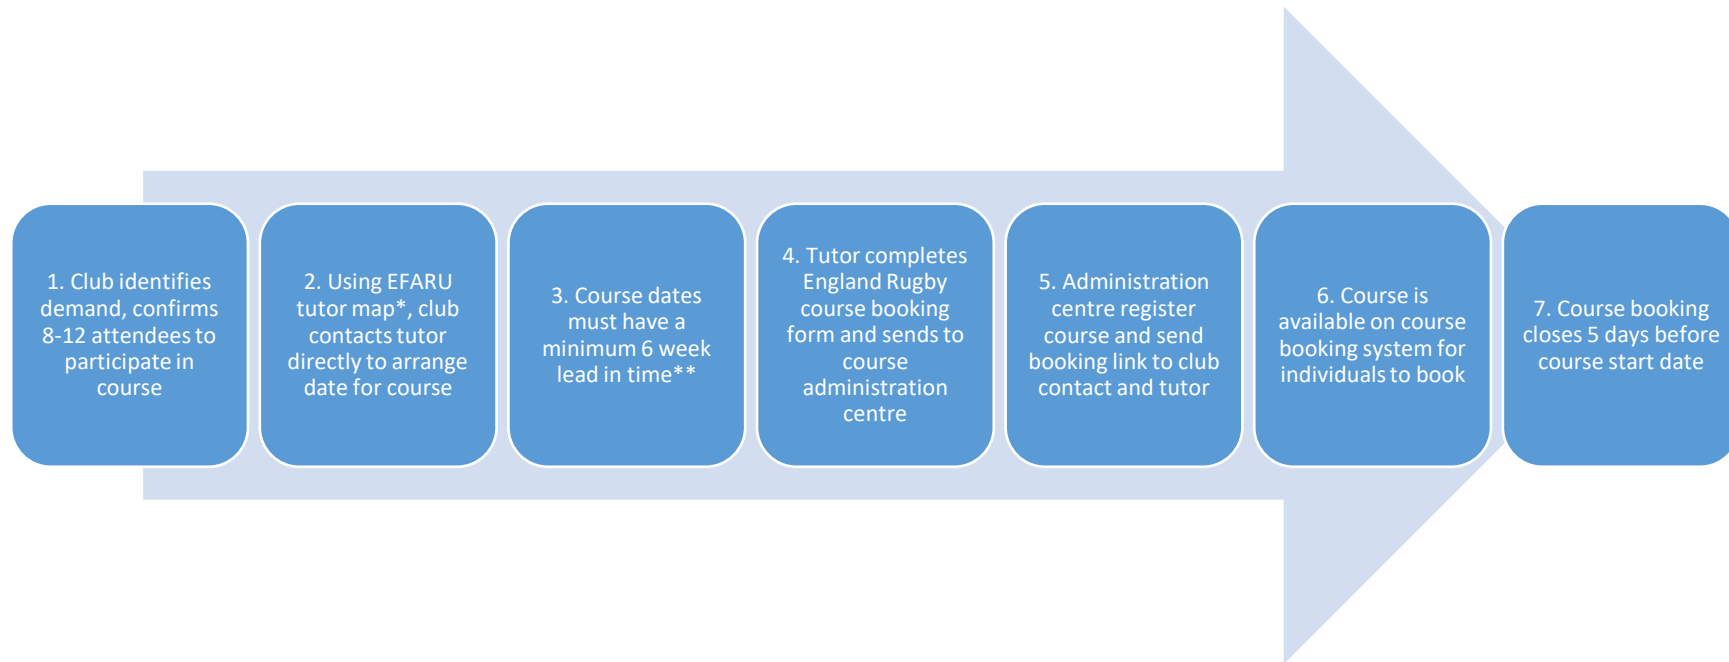 1. Club identifies
demand, confirms
8-12 attendees to
participate in
course
2. Using EFARU
tutor map*, club
contacts tutor
directly to arrange
date for course
3. Course dates
must have a
minimum 6 week
lead in time**
4. Tutor completes
England Rugby
course booking
form and sends to
course
administration
centre
5. Administration
centre register
course and send
booking link to club
contact and tutor
6. Course is
available on course
booking system for
individuals to book
7. Course booking
closes 5 days before
course start date